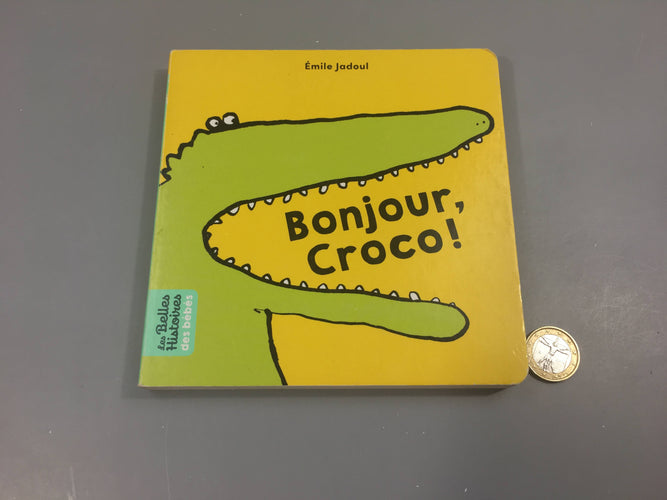 Émile Jadoul
Bonjour,
Croco!
Les Belles
Histoires
des bébés